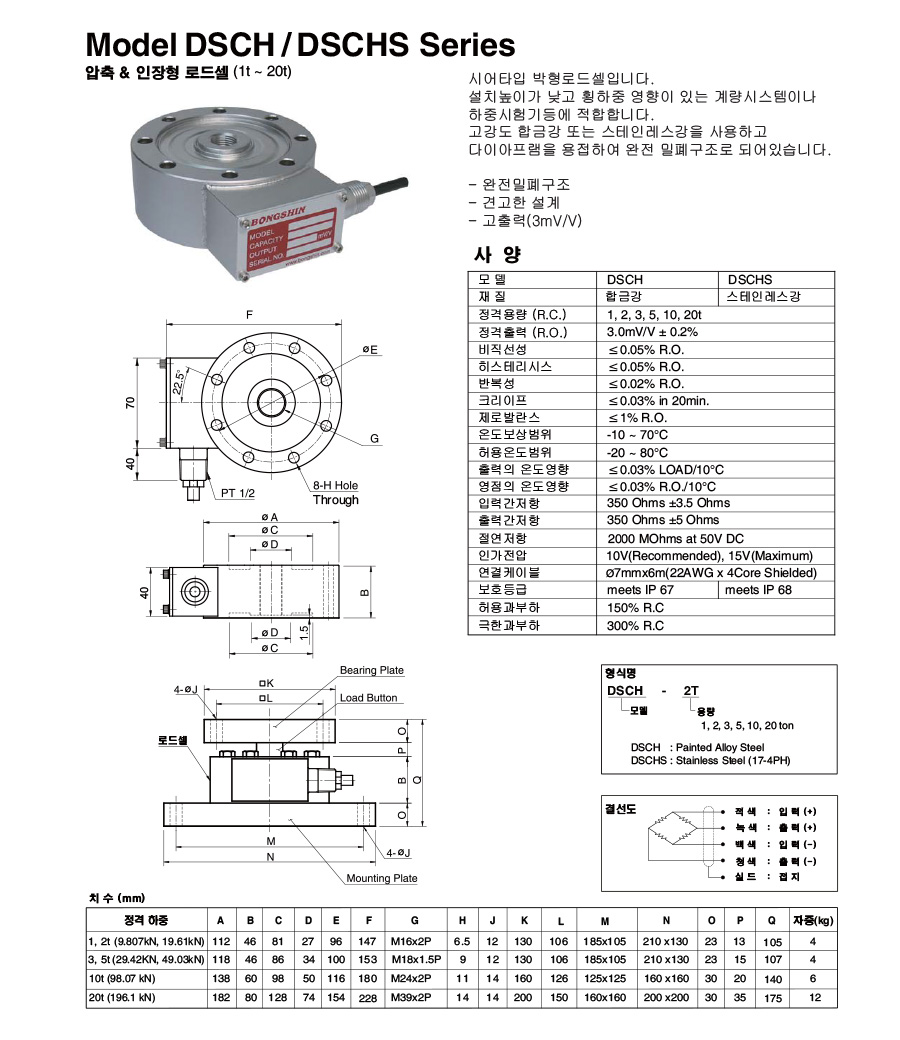 Model DSCH / DSCHS Series
압축 & 인장형 로드셀 (1t ~ 20t)
시어타입 박형로드셀입니다.
설치높이가 낮고 횡하중 영향이 있는 계량시스템이나
하중시험기등에 적합합니다.
고강도 합금강 또는 스테인레스강을 사용하고
다이아프램을 용접하여 완전 밀폐구조로 되어있습니다.
- 완전밀폐구조
- 견고한 설계
- 고출력(3mV/V)
BONGSHIN
MODEL
CAPACITY
OUTPUT mV/V
SERIAL NO.
www.bongshin.com
사 양
모 델 DSCH DSCHS
재 질 합금강 스테인레스강
정격용량 (R.C.) 1, 2, 3, 5, 10, 20t
정격출력 (R.O.) 3.0mV/V ± 0.2%
비직선성 ≤0.05% R.O.
히스테리시스 ≤0.05% R.O.
반복성 ≤0.02% R.O.
크리이프 ≤0.03% in 20min.
제로발란스 ≤1% R.O.
온도보상범위 -10 ~ 70°C
허용온도범위 -20 ~ 80°C
출력의 온도영향 ≤0.03% LOAD/10°C
영점의 온도영향 ≤0.03% R.O./10°C
입력간저항 350 Ohms ±3.5 Ohms
출력간저항 350 Ohms ±5 Ohms
절연저항 2000 MOhms at 50V DC
인가전압 10V(Recommended), 15V(Maximum)
연결케이블 ø7mmx6m(22AWG x 4Core Shielded)
보호등급 meets IP 67 meets IP 68
허용과부하 150% R.C
극한과부하 300% R.C
F
øE
22.5°
70
G
40
8-H Hole
Through
PT 1/2
øA
øC
øD
40
B
1.5
øD
øC
Bearing Plate
□K
4-øJ
□L
Load Button
로드셀
O
P
B
Q
O
M
N
4-øJ
Mounting Plate
형식명
DSCH - 2T
모델 용량
1, 2, 3, 5, 10, 20 ton
DSCH : Painted Alloy Steel
DSCHS : Stainless Steel (17-4PH)
결선도
적색 : 입력 (+)
녹색 : 출력 (+)
백색 : 입력 (-)
청색 : 출력 (-)
실드 : 접지
치 수 (mm)
정격 하중 A B C D E F G H J K L M N O P Q 자중(kg)
1, 2t (9.807kN, 19.61kN) 112 46 81 27 96 147 M16x2P 6.5 12 130 106 185x105 210 x130 23 13 105 4
3, 5t (29.42KN, 49.03kN) 118 46 86 34 100 153 M18x1.5P 9 12 130 106 185x105 210 x130 23 15 107 4
10t (98.07 kN) 138 60 98 50 116 180 M24x2P 11 14 160 126 125x125 160 x160 30 20 140 6
20t (196.1 kN) 182 80 128 74 154 228 M39x2P 14 14 200 150 160x160 200 x200 30 35 175 12